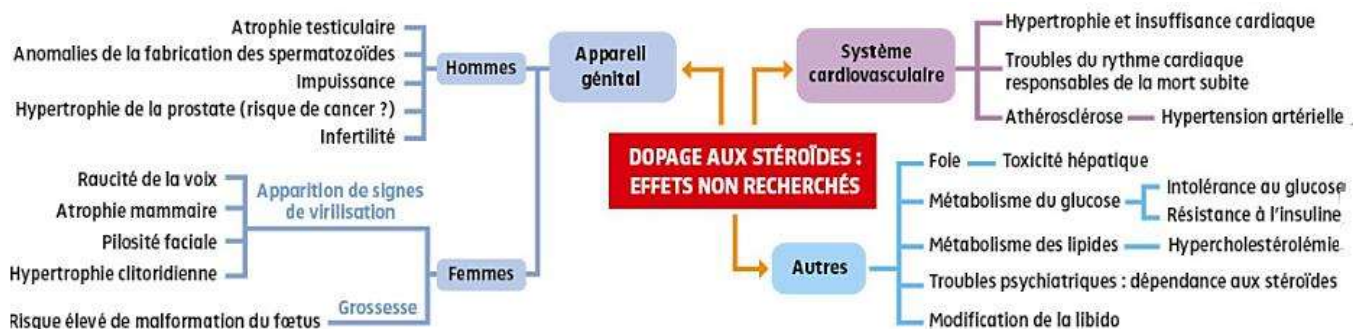 DOPAGE AUX STÉROÏDES :
EFFETS NON RECHERCHÉS
Appareil
génital
Hommes
Atrophie testiculaire
Anomalies de la fabrication des spermatozoïdes
Impuissance
Hypertrophie de la prostate (risque de cancer ?)
Infertilité
Femmes
Apparition de signes
de virilisation
Raucité de la voix
Atrophie mammaire
Pilosité faciale
Hypertrophie clitoridienne
Grossesse
Risque élevé de malformation du fœtus
Système
cardiovasculaire
Hypertrophie et insuffisance cardiaque
Troubles du rythme cardiaque
responsables de la mort subite
Athérosclérose
Hypertension artérielle
Autres
Foie
Toxicité hépatique
Métabolisme du glucose
Intolérance au glucose
Résistance à l'insuline
Métabolisme des lipides
Hypercholestérolémie
Troubles psychiatriques : dépendance aux stéroïdes
Modification de la libido